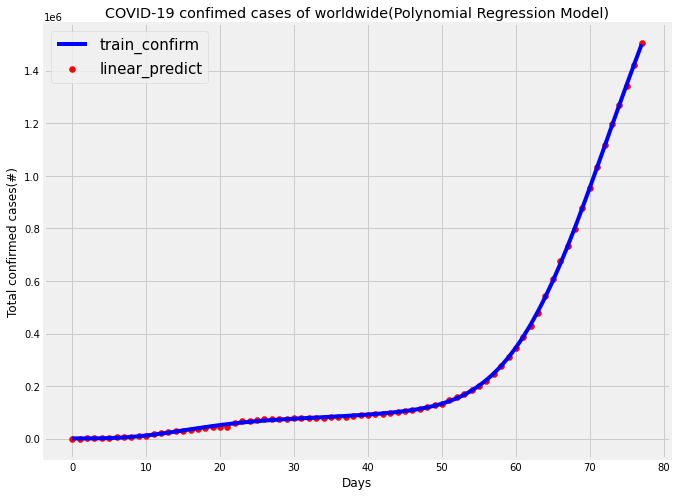 COVID-19 confimed cases of worldwide(Polynomial Regression Model)
1e6
train_confirm
linear_predict
Total confirmed cases(#)
1.4
1.2
1.0
0.8
0.6
0.4
0.2
0.0
0 10 20 30 40 50 60 70 80
Days